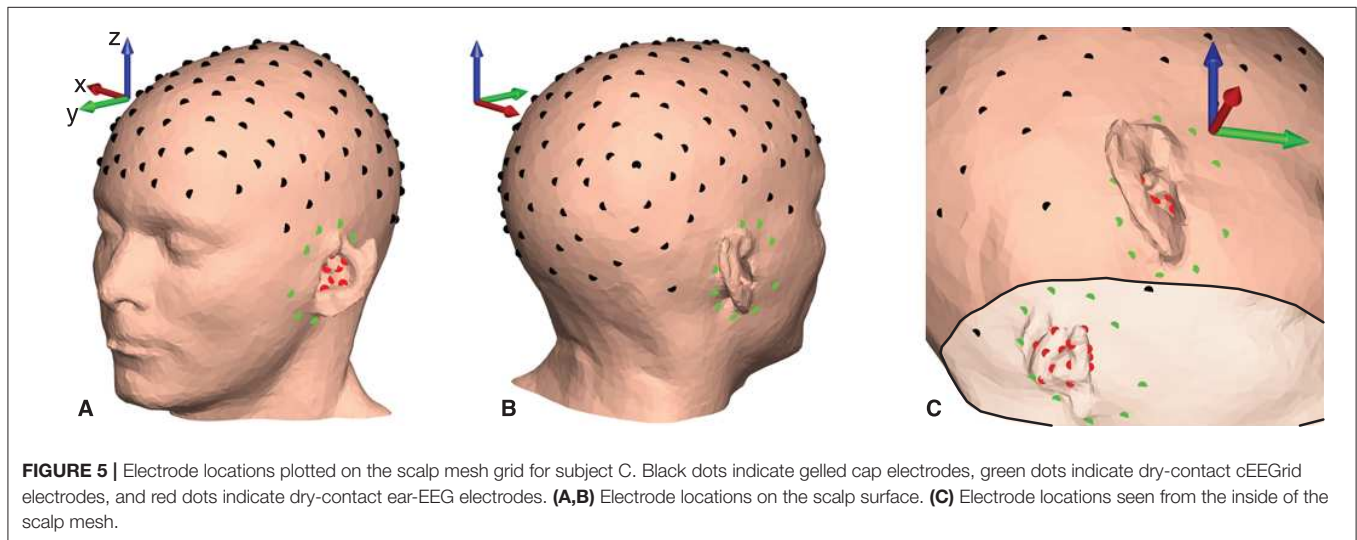 z
x
y
A
B
C
FIGURE 5 | Electrode locations plotted on the scalp mesh grid for subject C. Black dots indicate gelled cap electrodes, green dots indicate dry-contact cEEGrid
electrodes, and red dots indicate dry-contact ear-EEG electrodes. (A,B) Electrode locations on the scalp surface. (C) Electrode locations seen from the inside of the
scalp mesh.